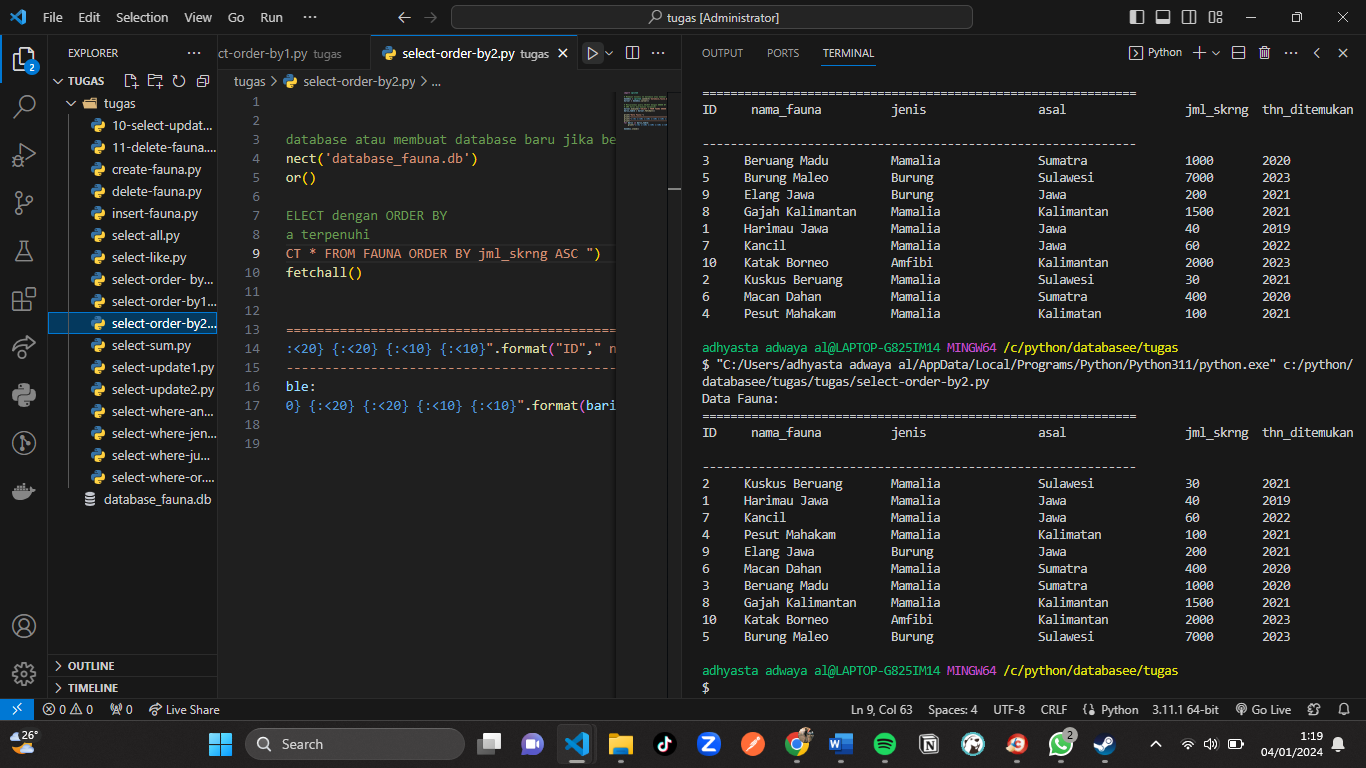 File Edit Selection View Go Run ···
tugas [Administrator]
EXPLORER
TUGAS
tugas
10-select-updat...
11-delete-fauna....
create-fauna.py
delete-fauna.py
insert-fauna.py
select-all.py
select-like.py
select-order- by...
select-order-by1...
select-order-by2...
select-sum.py
select-update1.py
select-update2.py
select-where-an...
select-where-jen...
select-where-ju...
select-where-or....
database_fauna.db
OUTLINE
TIMELINE
ct-order-by1.py tugas
select-order-by2.py tugas
tugas > select-order-by2.py > ...
1
2
3 database atau membuat database baru jika be
4 nect('database_fauna.db')
5 or()
6
7 ELECT dengan ORDER BY
8 a terpenuhi
9 CT * FROM FAUNA ORDER BY jml_skrng ASC ")
10 fetchall()
11
12
13 ===========================================
14 :<20} {:<20} {:<10} {:<10}".format("ID"," n
15 -------------------------------------------
16 ble:
17 0} {:<20} {:<20} {:<10} {:<10}".format(bari
18
19
OUTPUT PORTS TERMINAL
Python
==============================================================
ID nama_fauna jenis asal jml_skrng thn_ditemukan
--------------------------------------------------------------
3 Beruang Madu Mamalia Sumatra 1000 2020
5 Burung Maleo Burung Sulawesi 7000 2023
9 Elang Jawa Burung Jawa 200 2021
8 Gajah Kalimantan Mamalia Kalimantan 1500 2021
1 Harimau Jawa Mamalia Jawa 40 2019
7 Kancil Mamalia Jawa 60 2022
10 Katak Borneo Amfibi Kalimantan 2000 2023
2 Kuskus Beruang Mamalia Sulawesi 30 2021
6 Macan Dahan Mamalia Sumatra 400 2020
4 Pesut Mahakam Mamalia Kalimatan 100 2021
adhyasta adwaya al@LAPTOP-G825IM14 MINGW64 /c/python/databasee/tugas
$ "C:/Users/adhyasta adwaya al/AppData/Local/Programs/Python/Python311/python.exe" c:/python/
databasee/tugas/tugas/select-order-by2.py
Data Fauna:
==============================================================
ID nama_fauna jenis asal jml_skrng thn_ditemukan
--------------------------------------------------------------
2 Kuskus Beruang Mamalia Sulawesi 30 2021
1 Harimau Jawa Mamalia Jawa 40 2019
7 Kancil Mamalia Jawa 60 2022
4 Pesut Mahakam Mamalia Kalimatan 100 2021
9 Elang Jawa Burung Jawa 200 2021
6 Macan Dahan Mamalia Sumatra 400 2020
3 Beruang Madu Mamalia Sumatra 1000 2020
8 Gajah Kalimantan Mamalia Kalimantan 1500 2021
10 Katak Borneo Amfibi Kalimantan 2000 2023
5 Burung Maleo Burung Sulawesi 7000 2023
adhyasta adwaya al@LAPTOP-G825IM14 MINGW64 /c/python/databasee/tugas
$
0 0 0 Live Share
Ln 9, Col 63 Spaces: 4 UTF-8 CRLF Python 3.11.1 64-bit Go Live
26°
Search
2
1:19
04/01/2024